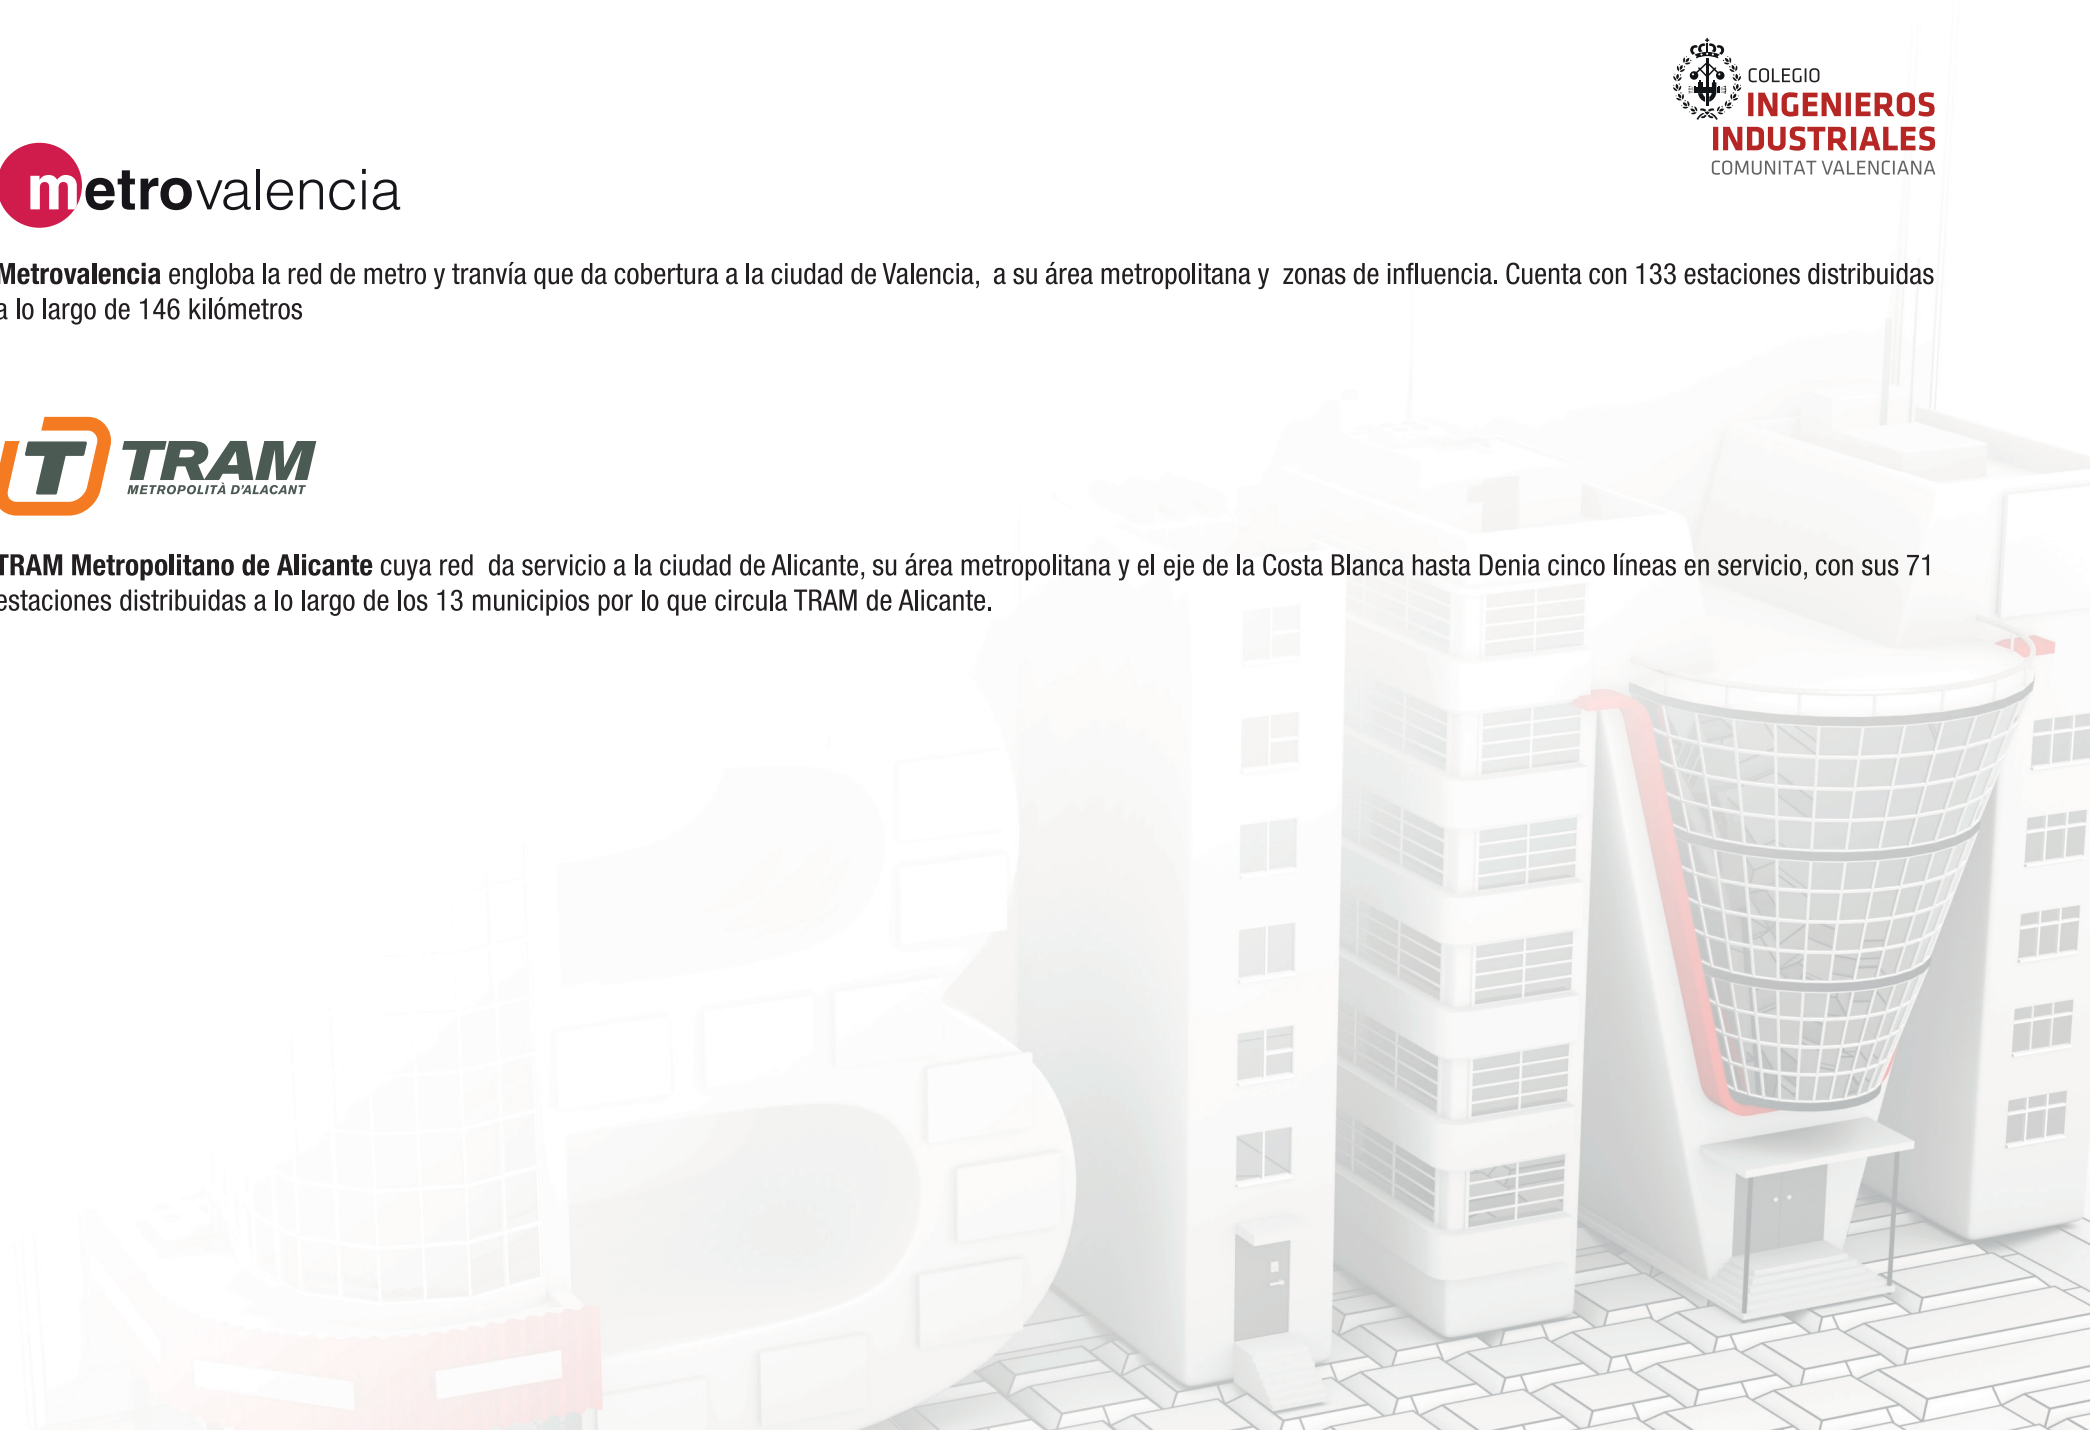 COLEGIO
INGENIEROS
INDUSTRIALES
COMUNITAT VALENCIANA
metrovalencia
Metrovalencia engloba la red de metro y tranvía que da cobertura a la ciudad de Valencia,  a su área metropolitana y  zonas de influencia. Cuenta con 133 estaciones distribuidas
a lo largo de 146 kilómetros
T TRAM
METROPOLITÀ D'ALACANT
TRAM Metropolitano de Alicante cuya red  da servicio a la ciudad de Alicante, su área metropolitana y el eje de la Costa Blanca hasta Denia cinco líneas en servicio, con sus 71
estaciones distribuidas a lo largo de los 13 municipios por lo que circula TRAM de Alicante.